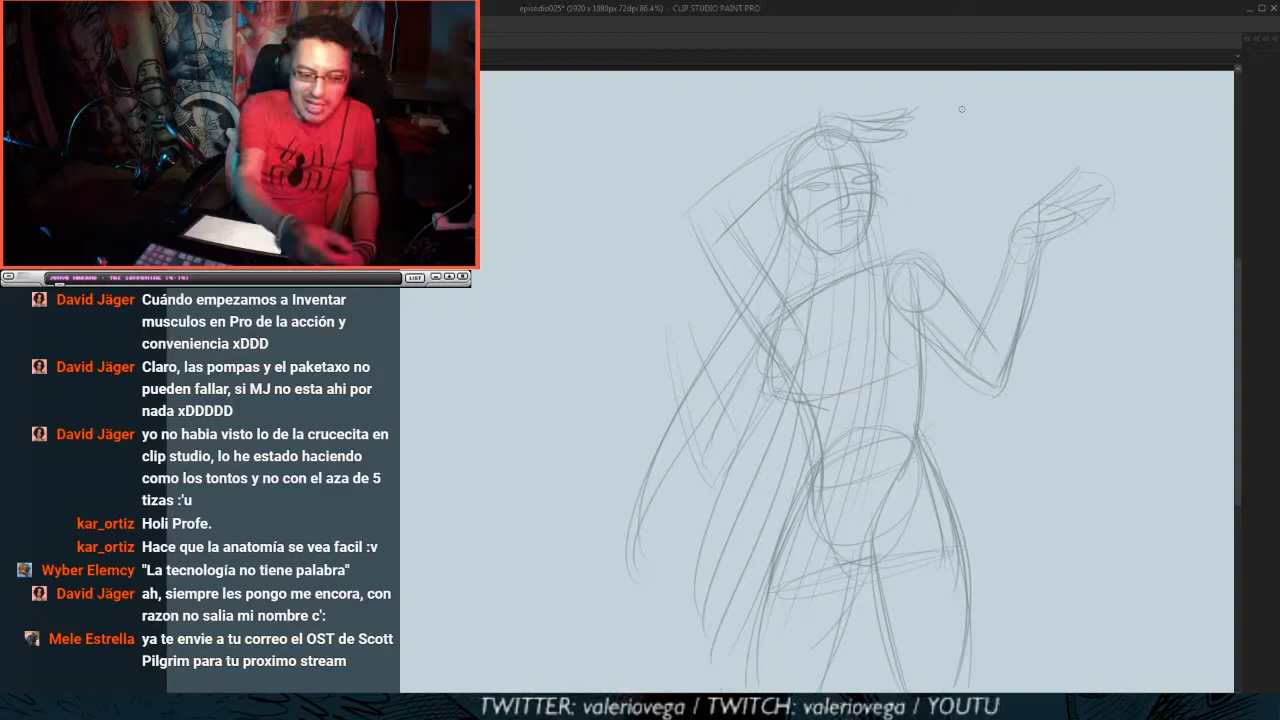 episodio025* (1920 x 1080px 72dpi 86.4%) - CLIP STUDIO PAINT PRO
LIST
David Jäger Cuándo empezamos a Inventar
musculos en Pro de la acción y
conveniencia xDDD
David Jäger Claro, las pompas y el paketaxo no
pueden fallar, si MJ no esta ahi por
nada xDDDDD
David Jäger yo no habia visto lo de la crucecita en
clip studio, lo he estado haciendo
como los tontos y no con el aza de 5
tizas :'u
kar_ortiz Holi Profe.
kar_ortiz Hace que la anatomía se vea facil :v
Wyber Elemcy "La tecnología no tiene palabra"
David Jäger ah, siempre les pongo me encora, con
razon no salia mi nombre c':
Mele Estrella ya te envie a tu correo el OST de Scott
Pilgrim para tu proximo stream
TWITTER: valeriovega / TWITCH: valeriovega / YOUTU